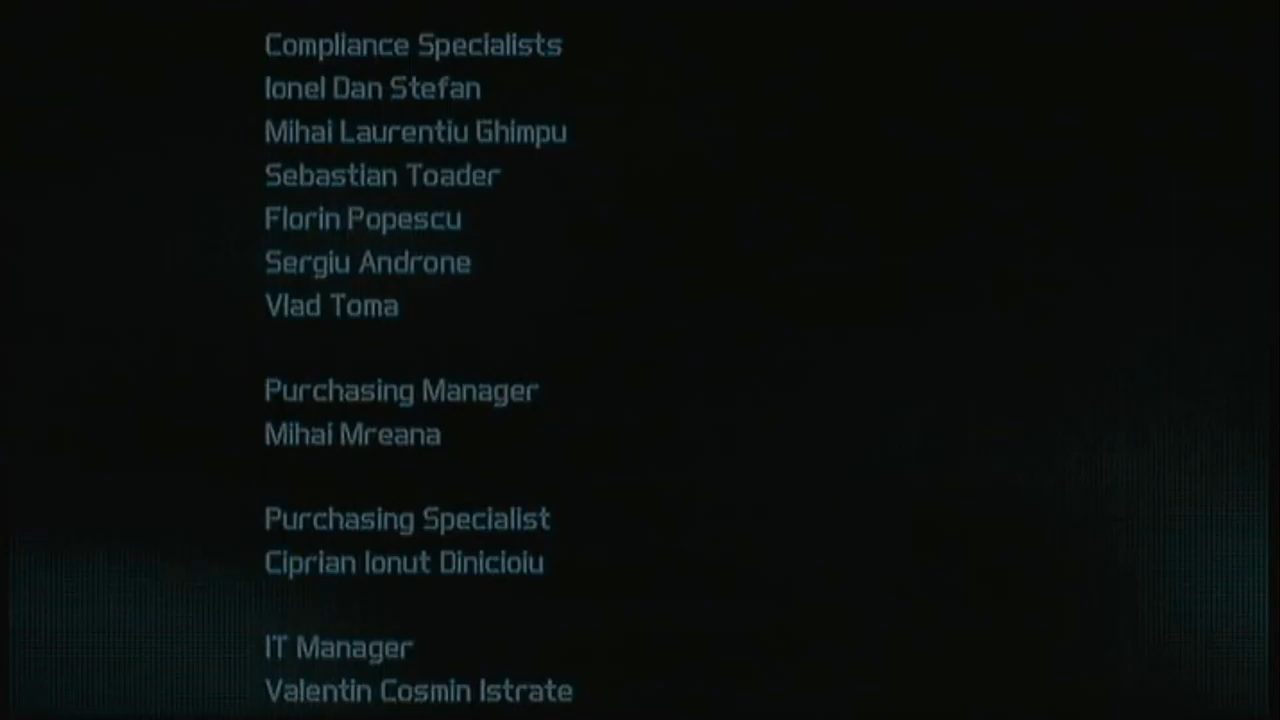 Compliance Specialists
Ionel Dan Stefan
Mihai Laurentiu Ghimpu
Sebastian Toader
Florin Popescu
Sergiu Androne
Vlad Toma
Purchasing Manager
Mihai Mreana
Purchasing Specialist
Ciprian Ionut Dinicioiu
IT Manager
Valentin Cosmin Istrate